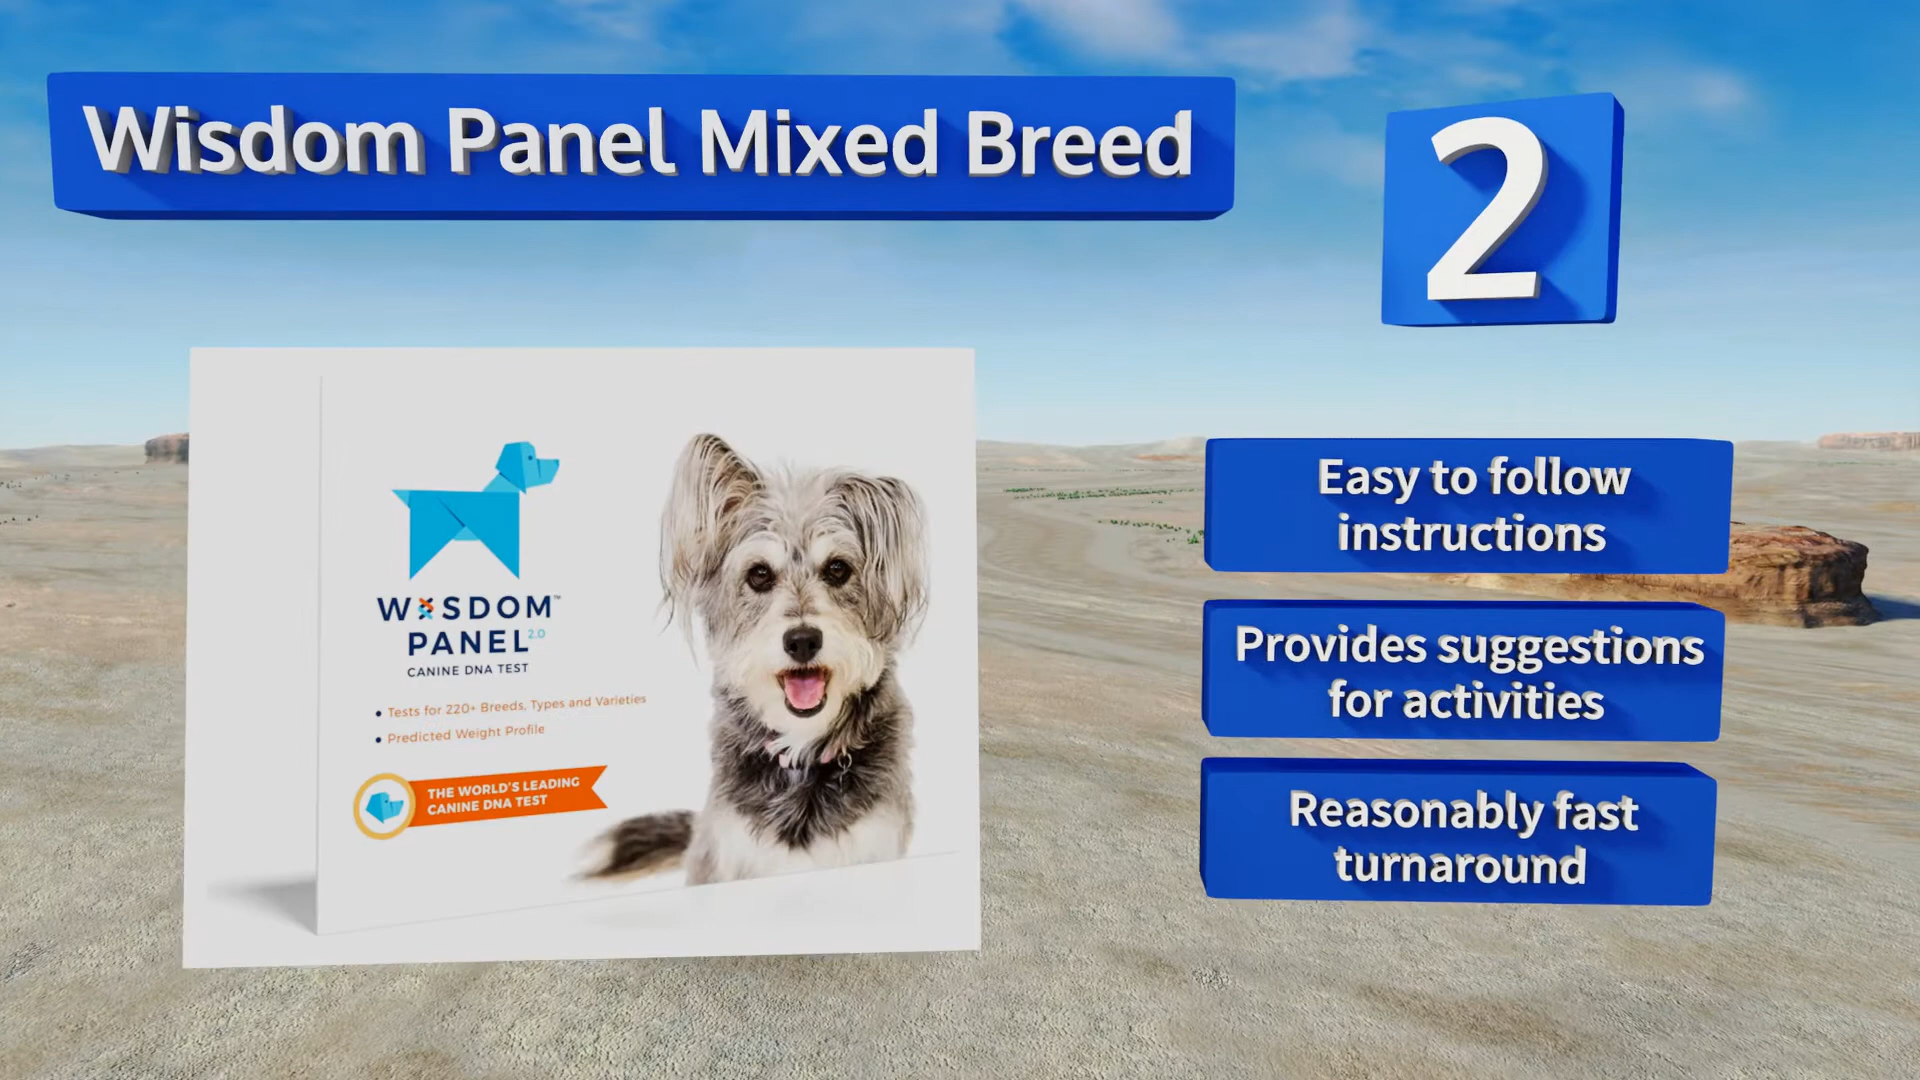 Wisdom Panel Mixed Breed
2
WISDOM™
PANEL 2.0
CANINE DNA TEST
• Tests for 220+ Breeds, Types and Varieties
• Predicted Weight Profile
THE WORLD'S LEADING
CANINE DNA TEST
Easy to follow
instructions
Provides suggestions
for activities
Reasonably fast
turnaround